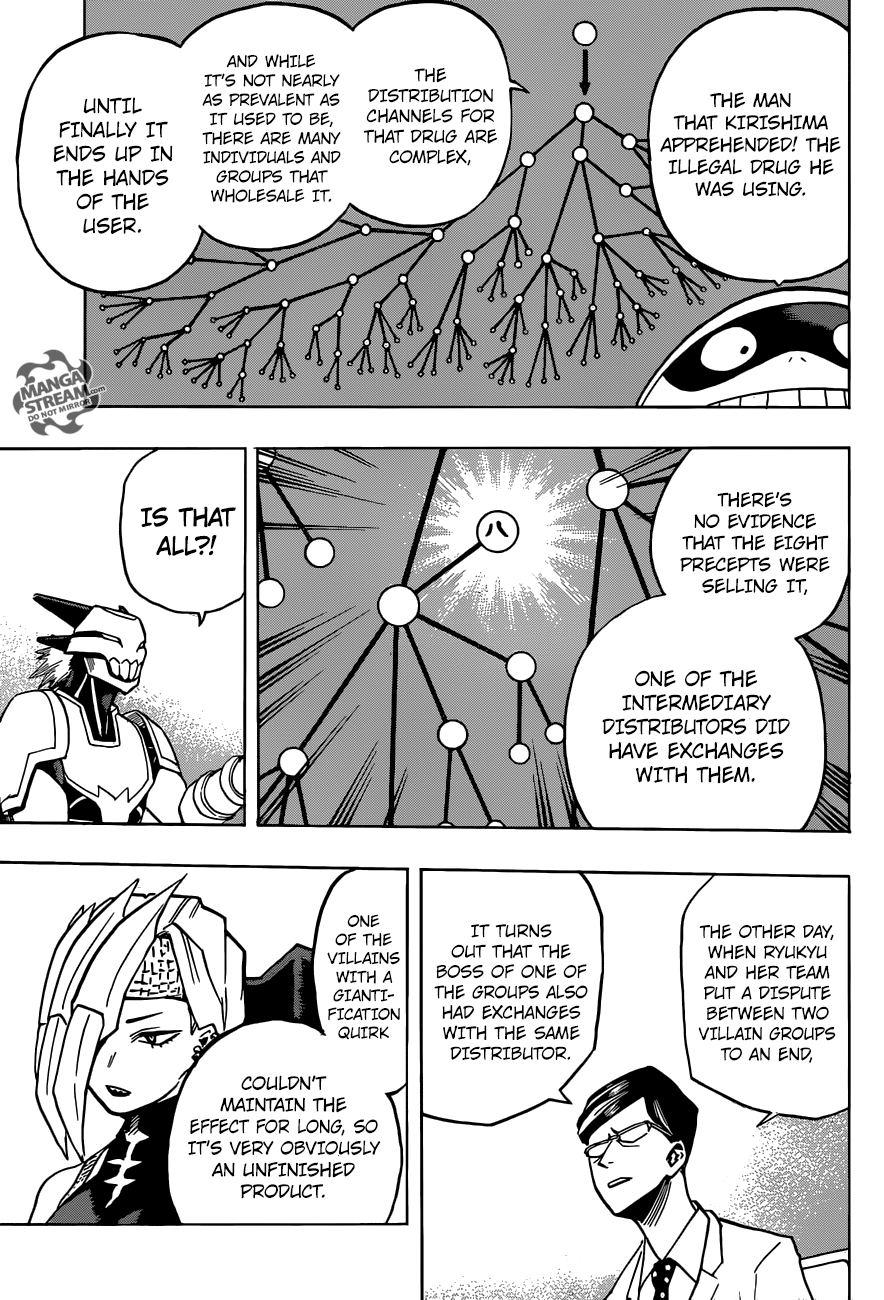 THE MAN
THAT KIRISHIMA
APPREHENDED! THE
ILLEGAL DRUG HE
WAS USING.
THE
DISTRIBUTION
CHANNELS FOR
THAT DRUG ARE
COMPLEX,
AND WHILE
IT'S NOT NEARLY
AS PREVALENT AS
IT USED TO BE,
THERE ARE MANY
INDIVIDUALS AND
GROUPS THAT
WHOLESALE IT.
UNTIL
FINALLY IT
ENDS UP IN
THE HANDS
OF THE
USER.
MANGA
STREAM.com
DO NOT MIRROR
THERE'S
NO EVIDENCE
THAT THE EIGHT
PRECEPTS WERE
SELLING IT,
八
ONE OF THE
INTERMEDIARY
DISTRIBUTORS DID
HAVE EXCHANGES
WITH THEM.
IS THAT
ALL?!
THE OTHER DAY,
WHEN RYUKYU
AND HER TEAM
PUT A DISPUTE
BETWEEN TWO
VILLAIN GROUPS
TO AN END,
IT TURNS
OUT THAT THE
BOSS OF ONE OF
THE GROUPS ALSO
HAD EXCHANGES
WITH THE SAME
DISTRIBUTOR.
ONE
OF THE
VILLAINS
WITH A
GIANTI-
FICATION
QUIRK
COULDN'T
MAINTAIN THE
EFFECT FOR LONG, SO
IT'S VERY OBVIOUSLY
AN UNFINISHED
PRODUCT.